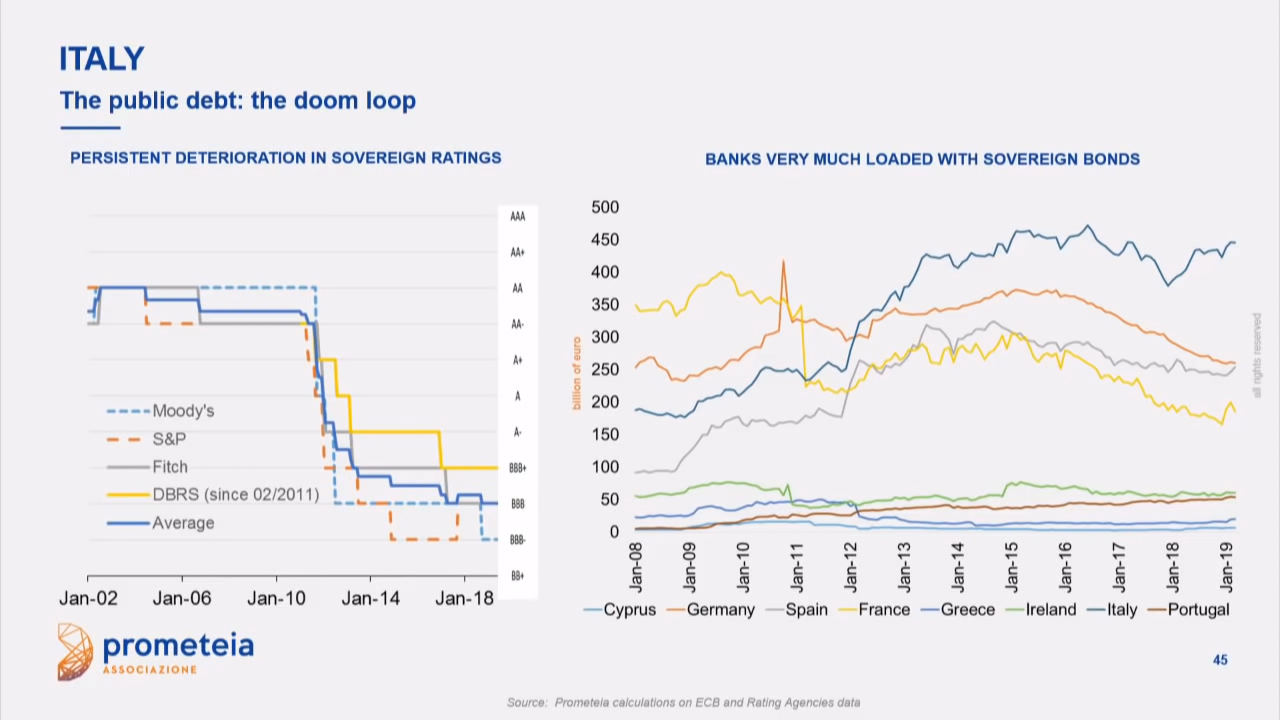 ITALY
The public debt: the doom loop
PERSISTENT DETERIORATION IN SOVEREIGN RATINGS
AAA
AA+
AA
AA-
A+
A
A-
BBB+
BBB
BBB-
BB+
Moody's
S&P
Fitch
DBRS (since 02/2011)
Average
Jan-02 Jan-06 Jan-10 Jan-14 Jan-18
BANKS VERY MUCH LOADED WITH SOVEREIGN BONDS
billion of euro
500
450
400
350
300
250
200
150
100
50
0
Jan-08 Jan-09 Jan-10 Jan-11 Jan-12 Jan-13 Jan-14 Jan-15 Jan-16 Jan-17 Jan-18 Jan-19
Cyprus Germany Spain France Greece Ireland Italy Portugal
all rights reserved
prometeia
ASSOCIAZIONE
45
Source: Prometeia calculations on ECB and Rating Agencies data